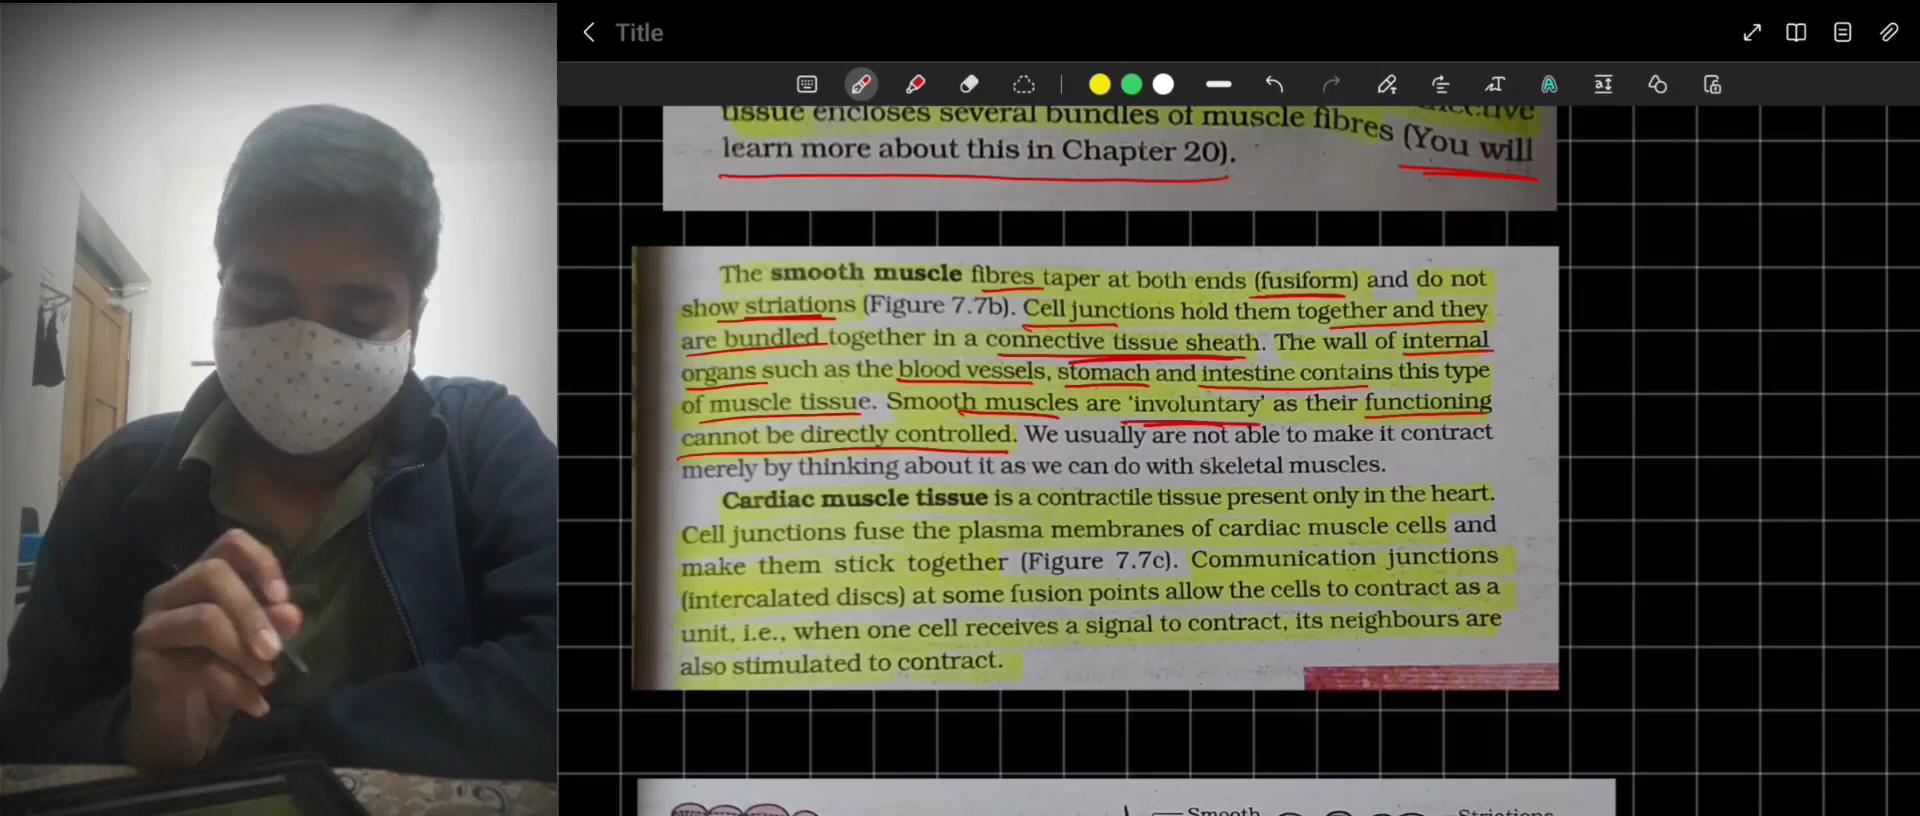 Title
tissue encloses several bundles of muscle fibres (You will
learn more about this in Chapter 20).
The smooth muscle fibres taper at both ends (fusiform) and do not
show striations (Figure 7.7b). Cell junctions hold them together and they
are bundled together in a connective tissue sheath. The wall of internal
organs such as the blood vessels, stomach and intestine contains this type
of muscle tissue. Smooth muscles are 'involuntary' as their functioning
cannot be directly controlled. We usually are not able to make it contract
merely by thinking about it as we can do with skeletal muscles.
Cardiac muscle tissue is a contractile tissue present only in the heart.
Cell junctions fuse the plasma membranes of cardiac muscle cells and
make them stick together (Figure 7.7c). Communication junctions
(intercalated discs) at some fusion points allow the cells to contract as a
unit, i.e., when one cell receives a signal to contract, its neighbours are
also stimulated to contract.
Smooth
Striations